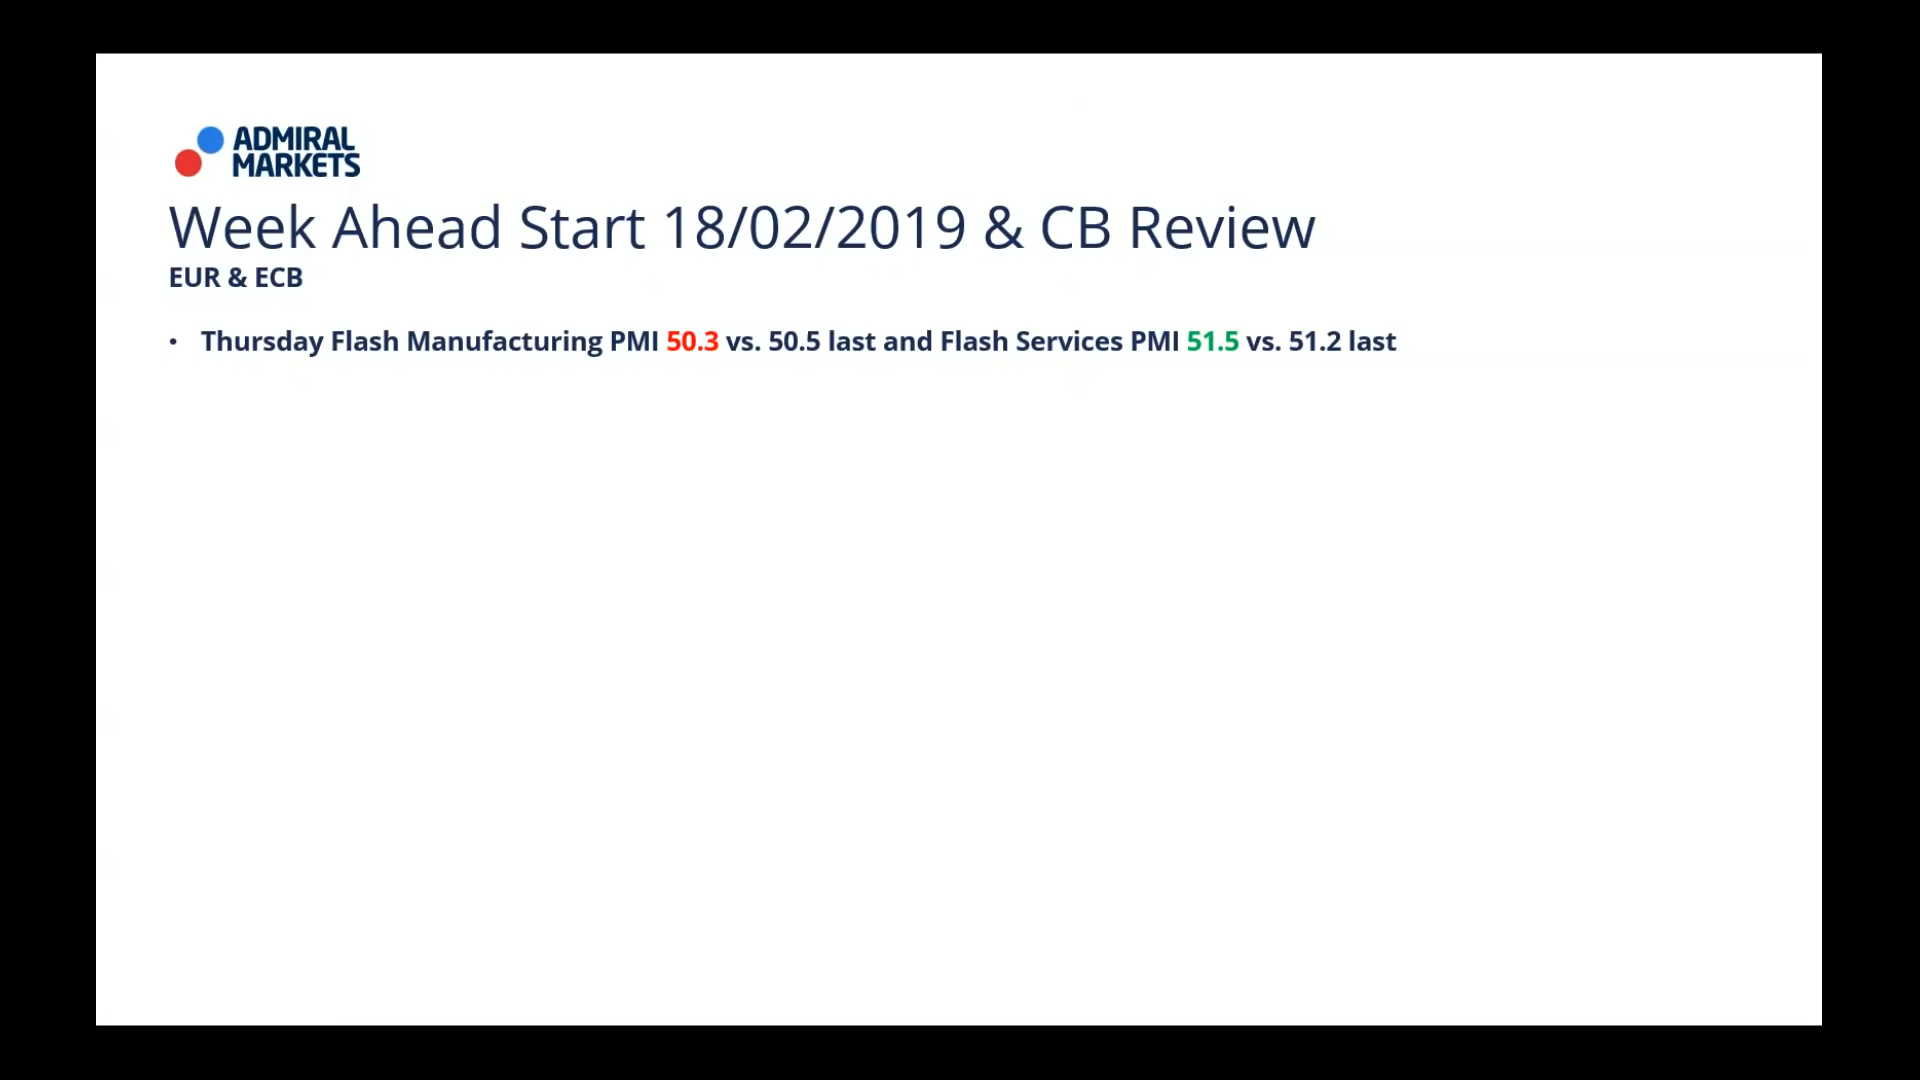 ADMIRAL
MARKETS
Week Ahead Start 18/02/2019 & CB Review
EUR & ECB
• Thursday Flash Manufacturing PMI 50.3 vs. 50.5 last and Flash Services PMI 51.5 vs. 51.2 last